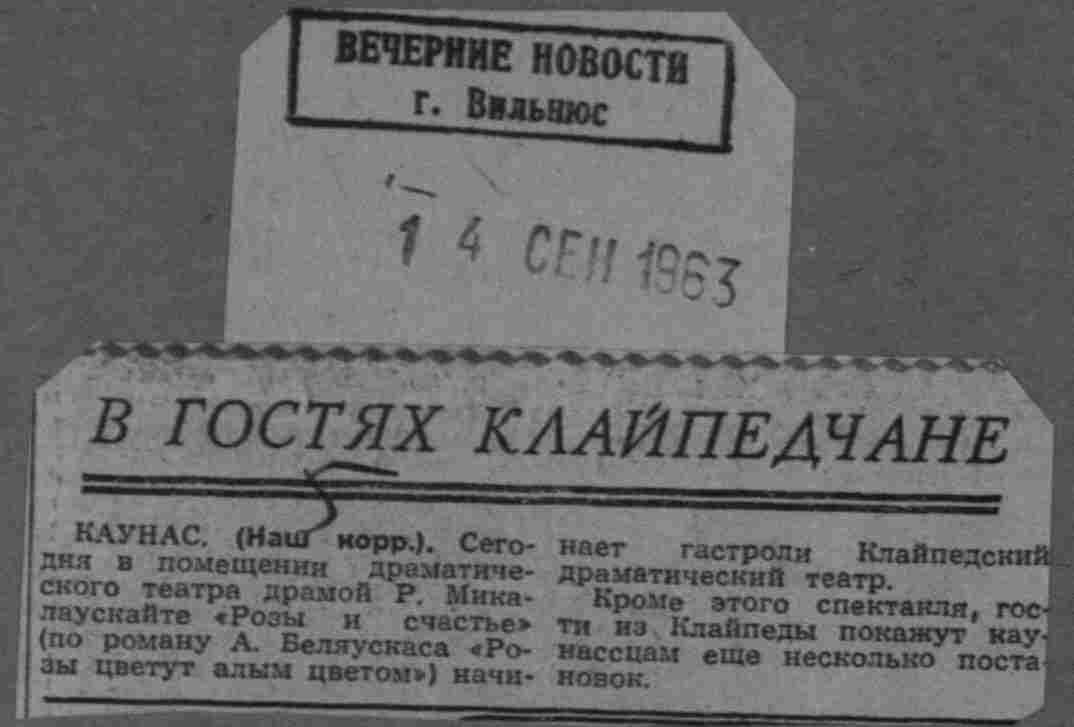 ВЕЧЕРНИЕ НОВОСТИ
г. Вильнюс
14 СЕН 1963
В ГОСТЯХ КЛАЙПЕДЧАНЕ
КАУНАС. (Наш корр.). Сего-
дня в помещении драматиче-
ского театра драмой Р. Мика-
лаускайте «Розы и счастье»
(по роману А. Беляускаса «Ро-
зы цветут алым цветом») начи-
нает гастроли Клайпедский
драматический театр.
Кроме этого спектакля, гос-
ти из Клайпеды покажут кау-
нассцам еще несколько поста-
новок.